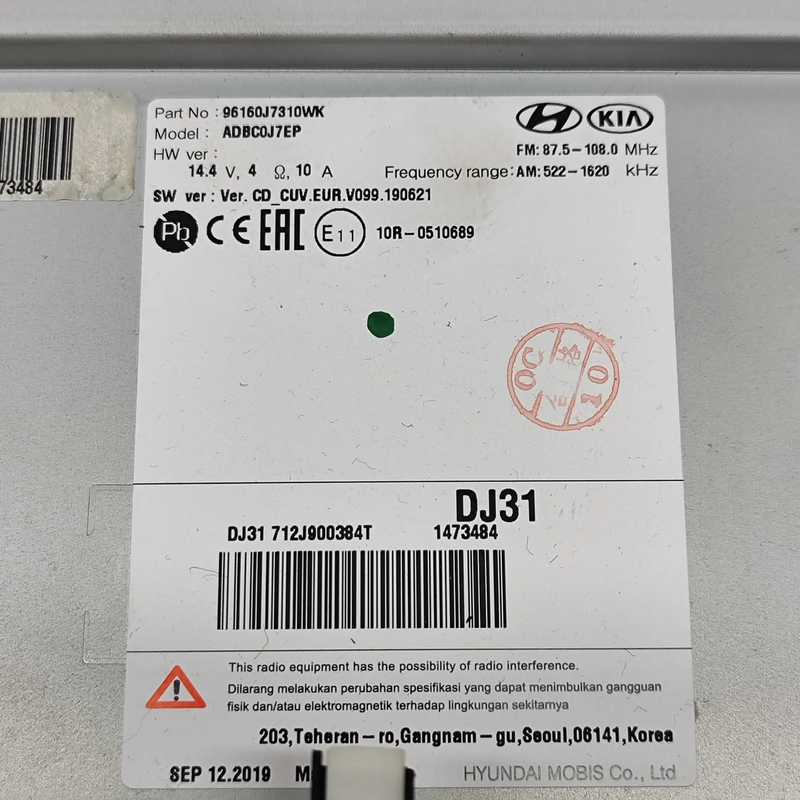 Part No : 96160J7310WK
Model : ADBC0J7EP
HW ver :
14.4 V, 4 Ω, 10 A
KIA
FM: 87.5-108.0 MHz
Frequency range: AM: 522-1620 kHz
SW ver : Ver. CD_CUV.EUR.V099.190621
Pb CE EAC E11 10R-0510689
QC
10
73484
DJ31
DJ31 712J900384T 1473484
This radio equipment has the possibility of radio interference.
Dilarang melakukan perubahan spesifikasi yang dapat menimbulkan gangguan
fisik dan/atau elektromagnetik terhadap lingkungan sekitarnya
203,Teheran-ro,Gangnam-gu,Seoul,06141,Korea
SEP 12.2019 HYUNDAI MOBIS Co., Ltd